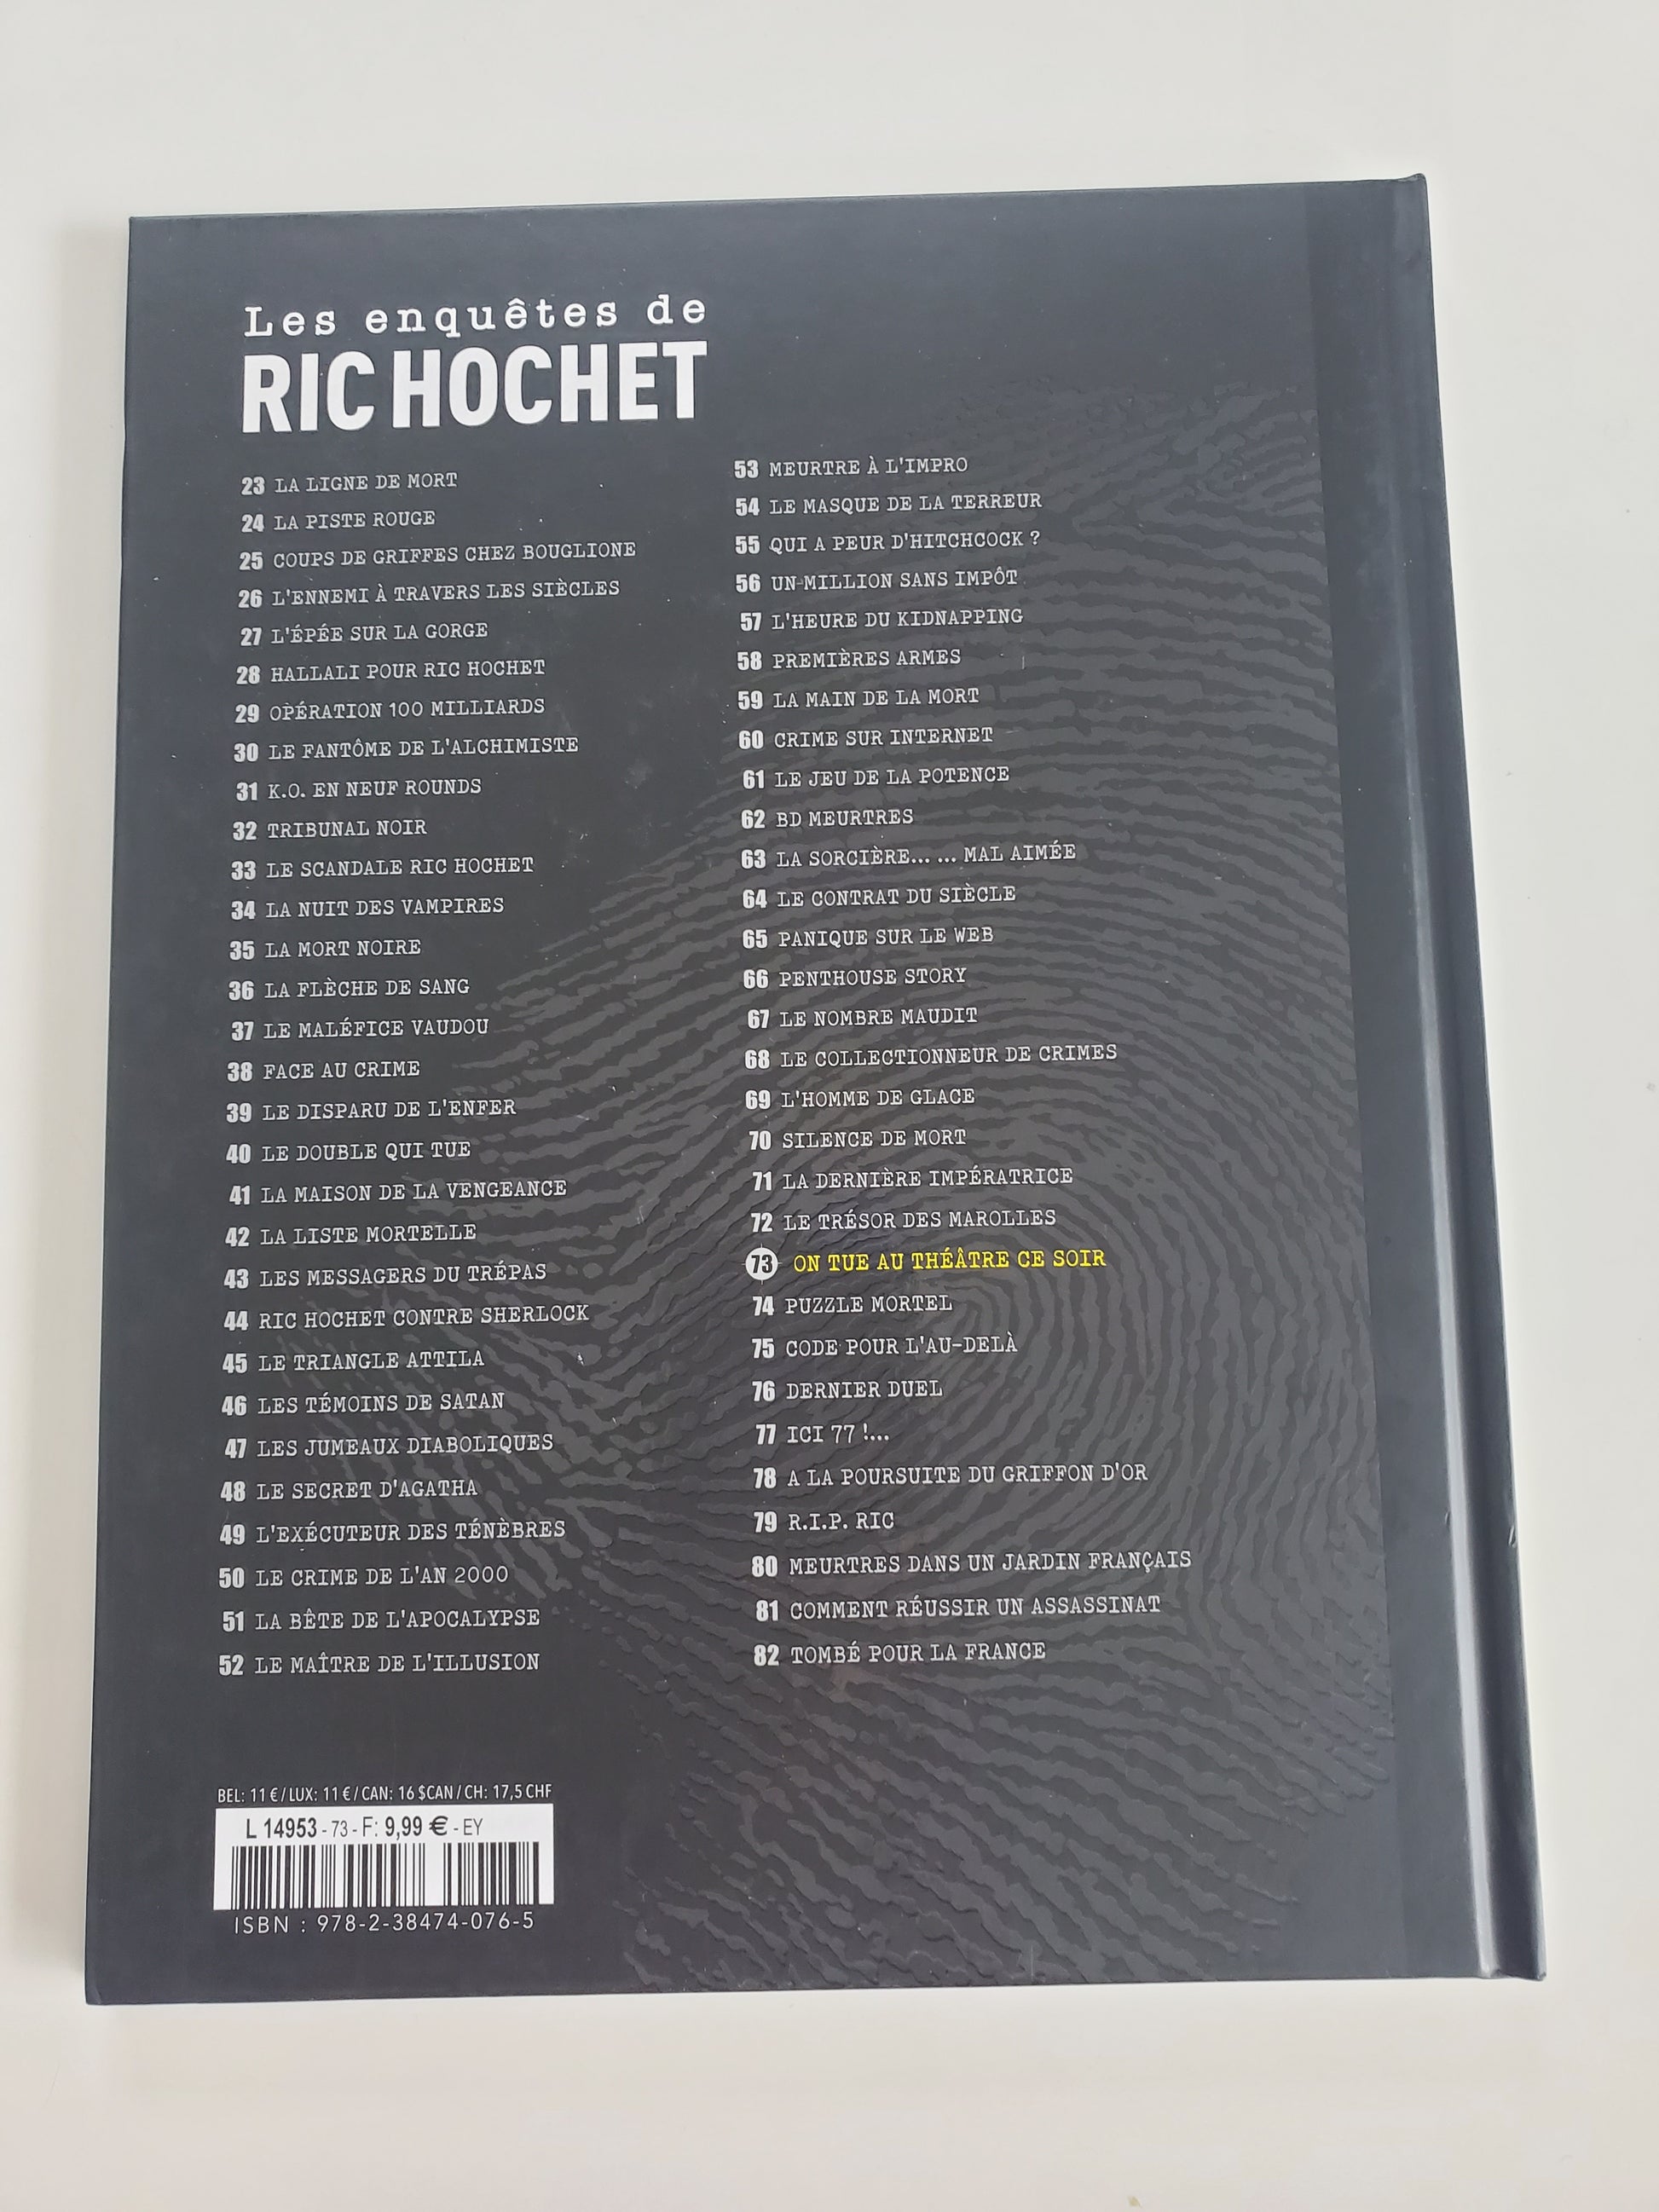 Les enquêtes de
RIC HOCHET
23 LA LIGNE DE MORT
24 LA PISTE ROUGE
25 COUPS DE GRIFFES CHEZ BOUGLIONE
26 L'ENNEMI À TRAVERS LES SIÈCLES
27 L'ÉPÉE SUR LA GORGE
28 HALLALI POUR RIC HOCHET
29 OPÉRATION 100 MILLIARDS
30 LE FANTÔME DE L'ALCHIMISTE
31 K.O. EN NEUF ROUNDS
32 TRIBUNAL NOIR
33 LE SCANDALE RIC HOCHET
34 LA NUIT DES VAMPIRES
35 LA MORT NOIRE
36 LA FLÈCHE DE SANG
37 LE MALÉFICE VAUDOU
38 FACE AU CRIME
39 LE DISPARU DE L'ENFER
40 LE DOUBLE QUI TUE
41 LA MAISON DE LA VENGEANCE
42 LA LISTE MORTELLE
43 LES MESSAGERS DU TRÉPAS
44 RIC HOCHET CONTRE SHERLOCK
45 LE TRIANGLE ATTILA
46 LES TÉMOINS DE SATAN
47 LES JUMEAUX DIABOLIQUES
48 LE SECRET D'AGATHA
49 L'EXÉCUTEUR DES TÉNÈBRES
50 LE CRIME DE L'AN 2000
51 LA BÊTE DE L'APOCALYPSE
52 LE MAÎTRE DE L'ILLUSION
53 MEURTRE À L'IMPRO
54 LE MASQUE DE LA TERREUR
55 QUI A PEUR D'HITCHCOCK ?
56 UN MILLION SANS IMPÔT
57 L'HEURE DU KIDNAPPING
58 PREMIÈRES ARMES
59 LA MAIN DE LA MORT
60 CRIME SUR INTERNET
61 LE JEU DE LA POTENCE
62 BD MEURTRES
63 LA SORCIÈRE... ... MAL AIMÉE
64 LE CONTRAT DU SIÈCLE
65 PANIQUE SUR LE WEB
66 PENTHOUSE STORY
67 LE NOMBRE MAUDIT
68 LE COLLECTIONNEUR DE CRIMES
69 L'HOMME DE GLACE
70 SILENCE DE MORT
71 LA DERNIÈRE IMPÉRATRICE
72 LE TRÉSOR DES MAROLLES
73 ON TUE AU THÉÂTRE CE SOIR
74 PUZZLE MORTEL
75 CODE POUR L'AU-DELÀ
76 DERNIER DUEL
77 ICI 77 !...
78 A LA POURSUITE DU GRIFFON D'OR
79 R.I.P. RIC
80 MEURTRES DANS UN JARDIN FRANÇAIS
81 COMMENT RÉUSSIR UN ASSASSINAT
82 TOMBÉ POUR LA FRANCE
BEL: 11 € / LUX: 11 € / CAN: 16 $CAN / CH: 17,5 CHF
L 14953 - 73 - F: 9,99 € - EY
ISBN : 978-2-38474-076-5